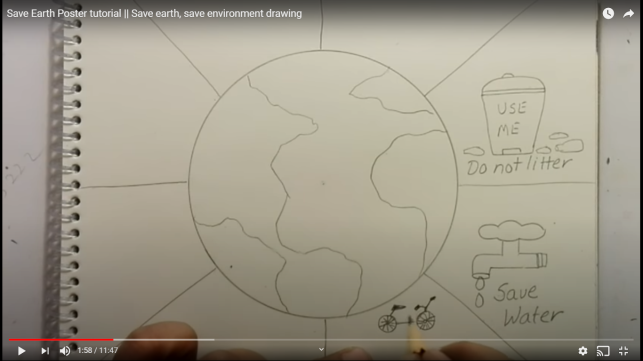 Save Earth Poster tutorial || Save earth, save environment drawing
USE
ME
Do not litter
Save
Water
1:58 / 11:47